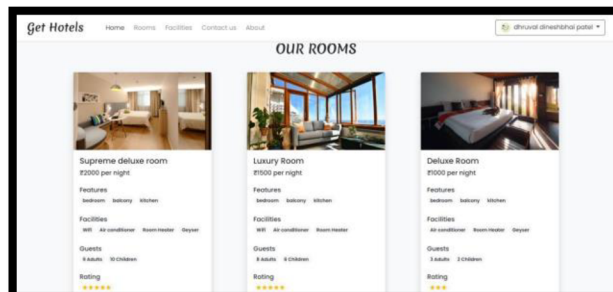 Get Hotels Home Rooms Facilities Contact us About dhruval dineshbhai patel
OUR ROOMS
Supreme deluxe room
₹2000 per night
Features
bedroom balcony kitchen
Facilities
Wifi Air conditioner Room Heater Geyser
Guests
9 Adults 10 Children
Rating
Luxury Room
₹1500 per night
Features
bedroom balcony kitchen
Facilities
Wifi Air conditioner Room Heater Geyser
Guests
8 Adults 6 Children
Rating
Deluxe Room
₹1000 per night
Features
bedroom balcony kitchen
Facilities
Air conditioner Room Heater Geyser
Guests
3 Adults 2 Children
Rating